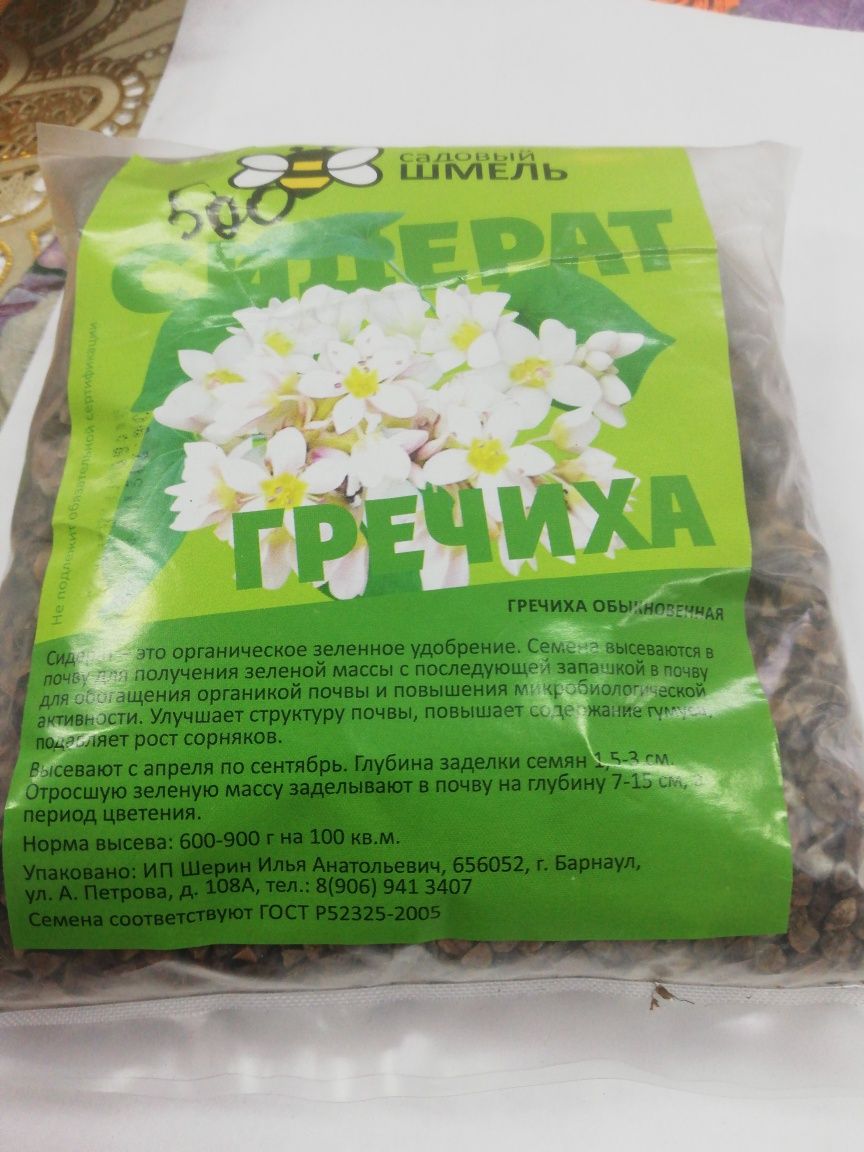 садовый
ШМЕЛЬ
500
СИДЕРАТ
Не подлежит обязательной сертификации
ГРЕЧИХА
ГРЕЧИХА ОБЫКНОВЕННАЯ
Сидерат – это органическое зеленное удобрение. Семена высеваются в
почву для получения зеленой массы с последующей запашкой в почву
для обогащения органикой почвы и повышения микробиологической
активности. Улучшает структуру почвы, повышает содержание гумуса,
подавляет рост сорняков.
Высевают с апреля по сентябрь. Глубина заделки семян 1,5-3 см.
Отросшую зеленую массу заделывают в почву на глубину 7-15 см, в
период цветения.
Норма высева: 600-900 г на 100 кв.м.
Упаковано: ИП Шерин Илья Анатольевич, 656052, г. Барнаул,
ул. А. Петрова, д. 108А, тел.: 8(906) 941 3407
Семена соответствуют ГОСТ Р52325-2005